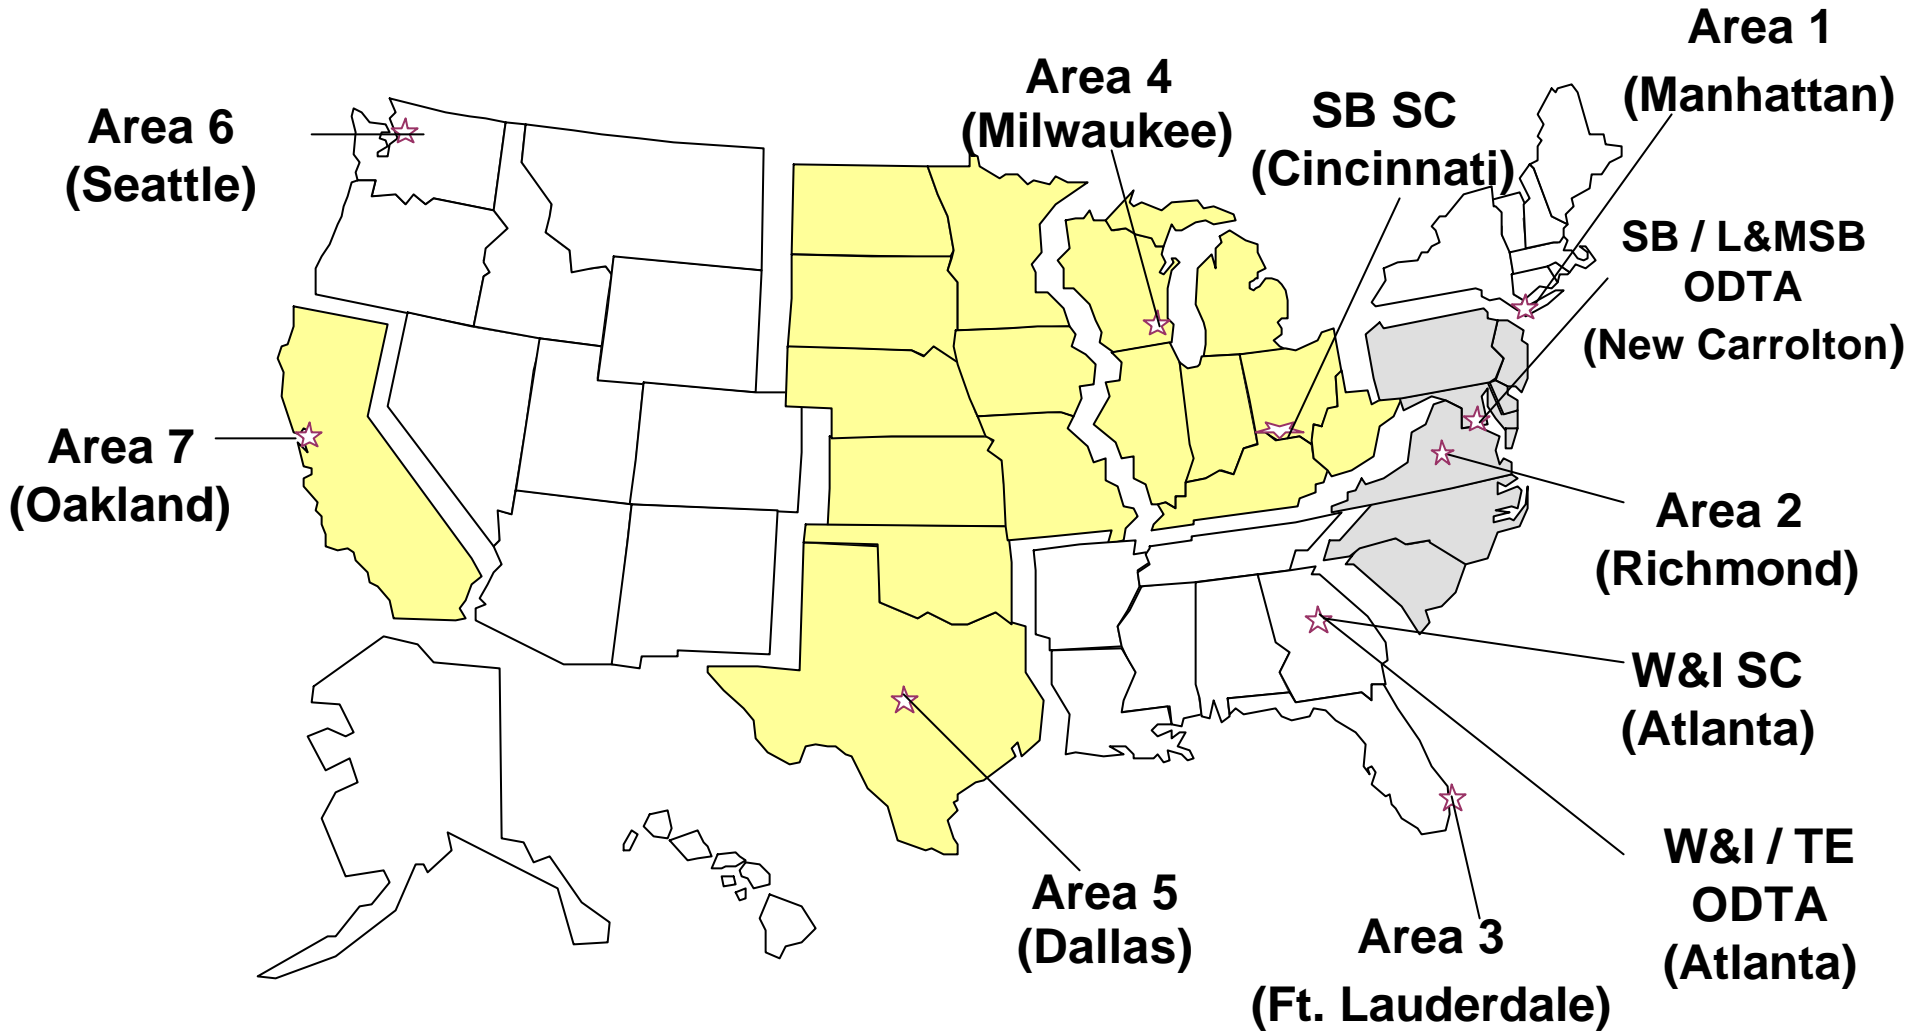 Area 1
(Manhattan)
Area 4
(Milwaukee)
SB SC
(Cincinnati)
Area 6
(Seattle)
SB / L&MSB
ODTA
(New Carrolton)
Area 7
(Oakland)
Area 2
(Richmond)
W&I SC
(Atlanta)
W&I / TE
ODTA
(Atlanta)
Area 5
(Dallas)
Area 3
(Ft. Lauderdale)